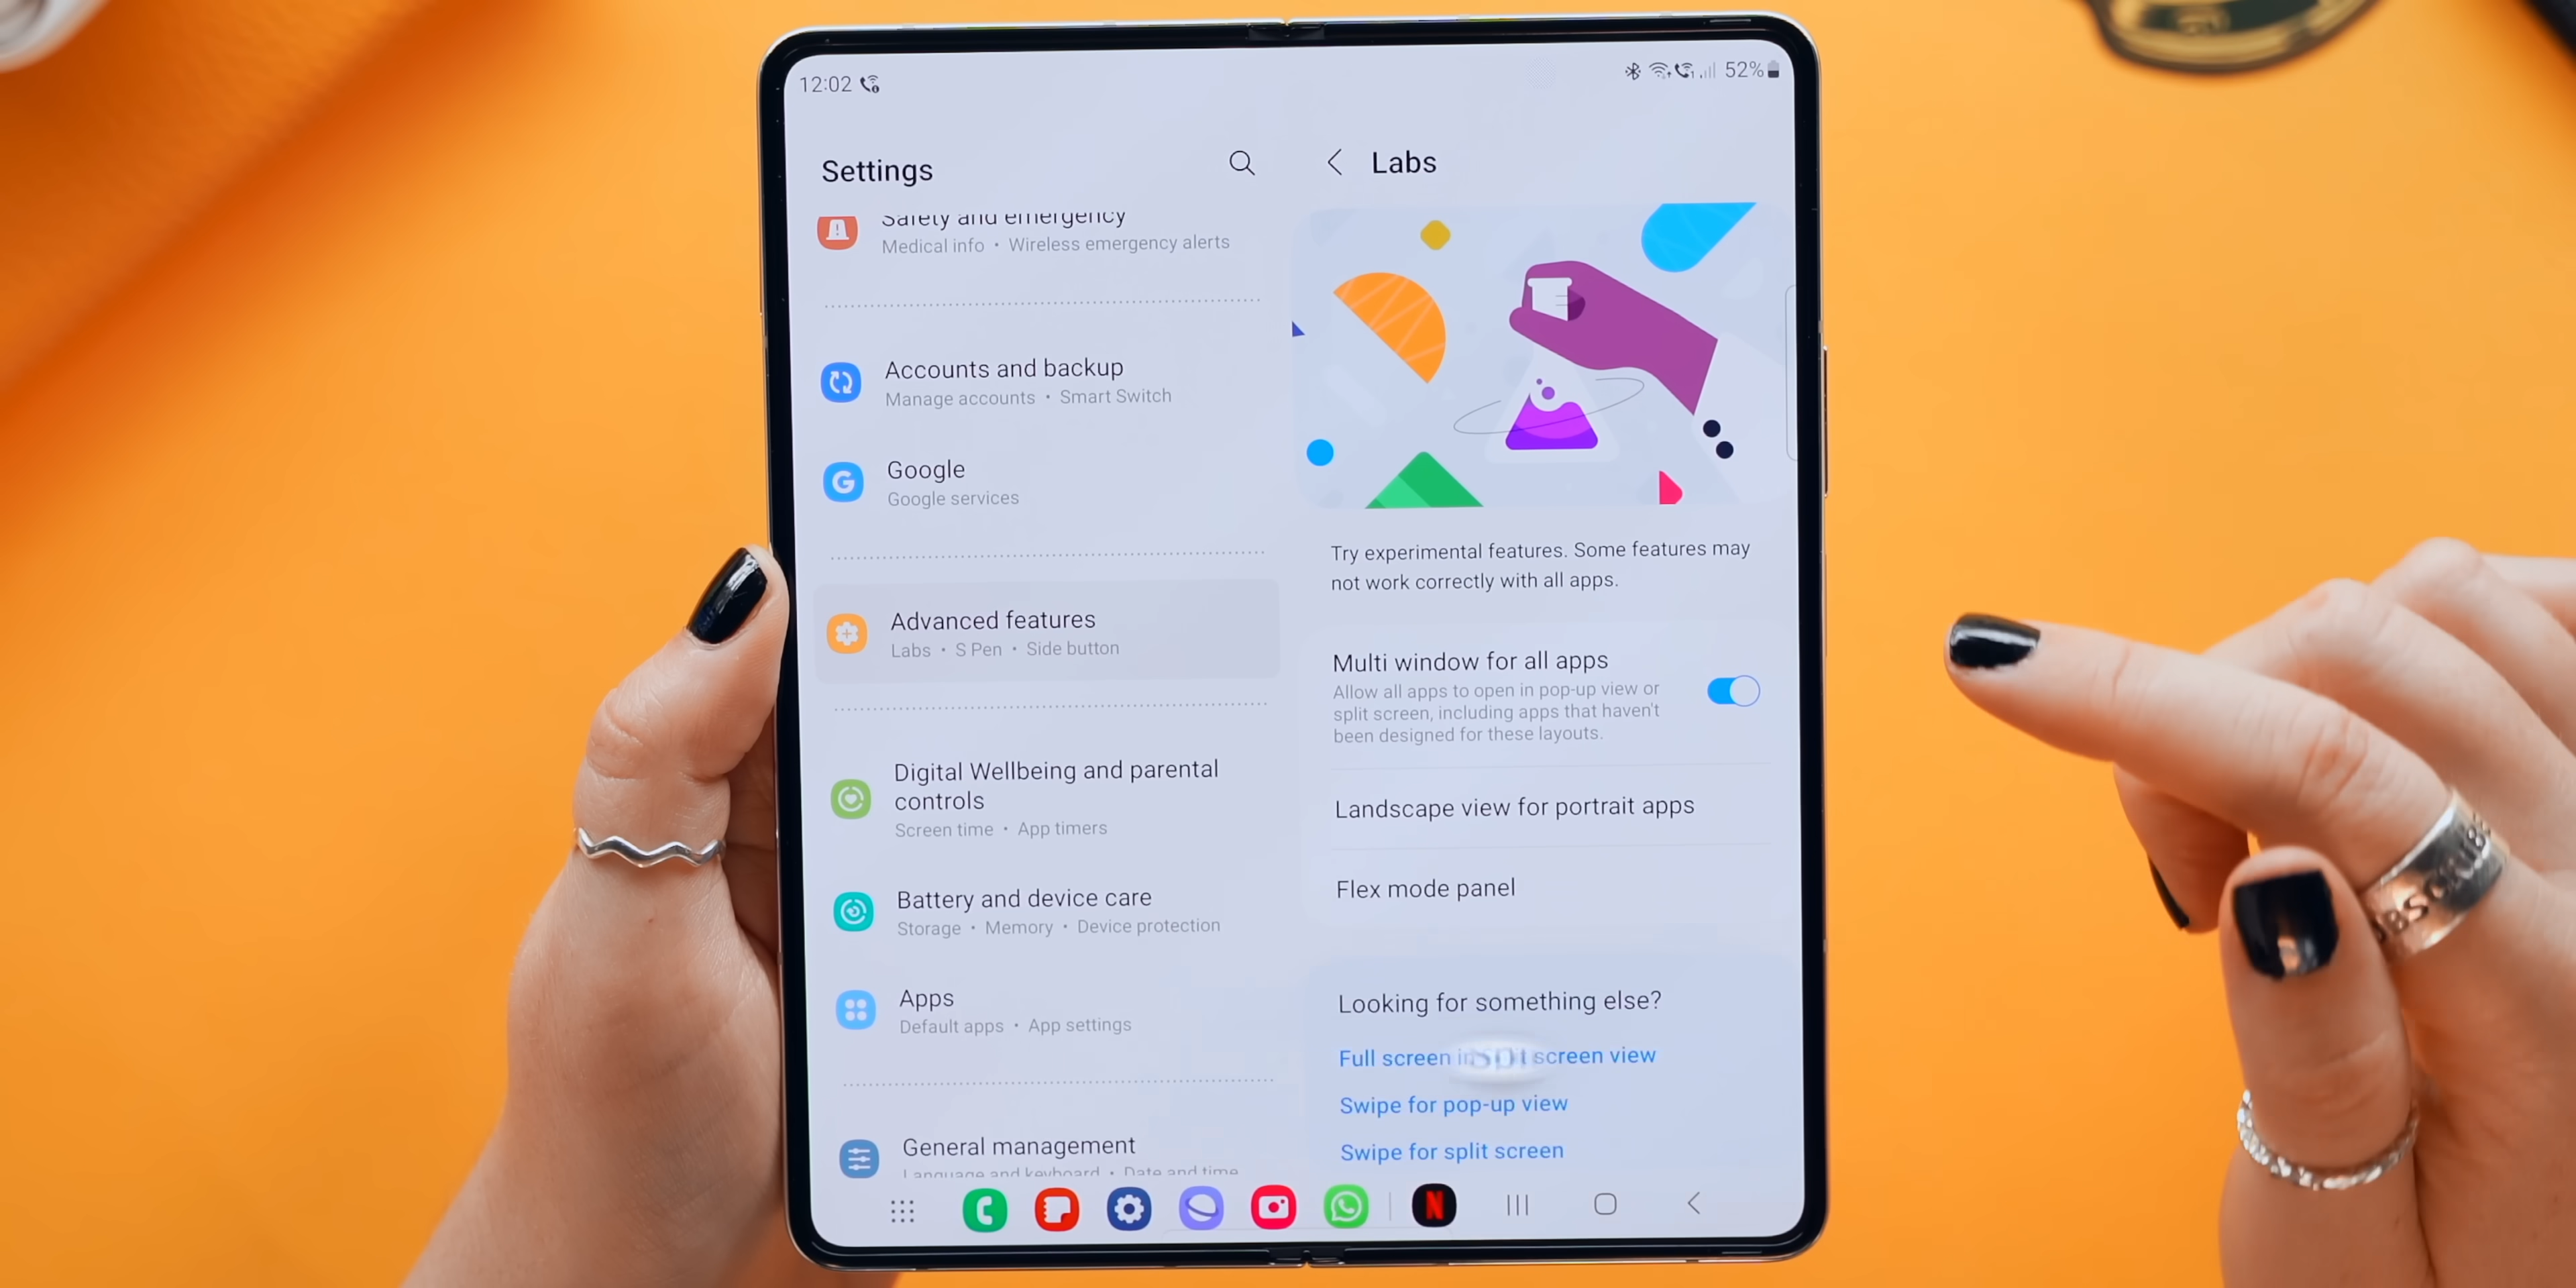 12:02
52%
Settings
Safety and emergency
Medical info • Wireless emergency alerts
Accounts and backup
Manage accounts • Smart Switch
Google
Google services
Advanced features
Labs • S Pen • Side button
Digital Wellbeing and parental
controls
Screen time • App timers
Battery and device care
Storage • Memory • Device protection
Apps
Default apps • App settings
General management
Language and keyboard • Date and time
Labs
Try experimental features. Some features may
not work correctly with all apps.
Multi window for all apps
Allow all apps to open in pop-up view or
split screen, including apps that haven't
been designed for these layouts.
Landscape view for portrait apps
Flex mode panel
Looking for something else?
Full screen in split screen view
Swipe for pop-up view
Swipe for split screen
N